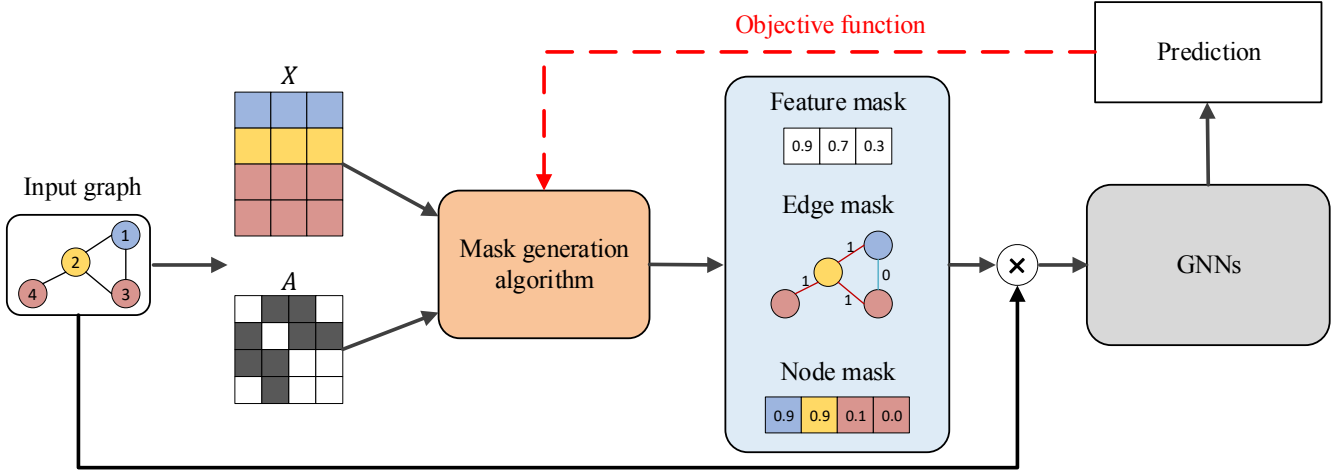 Objective function
Prediction
X
Feature mask
0.9 0.7 0.3
Input graph
1
2
4
3
Mask generation
algorithm
Edge mask
1
0
1
1
×
GNNs
A
Node mask
0.9 0.9 0.1 0.0